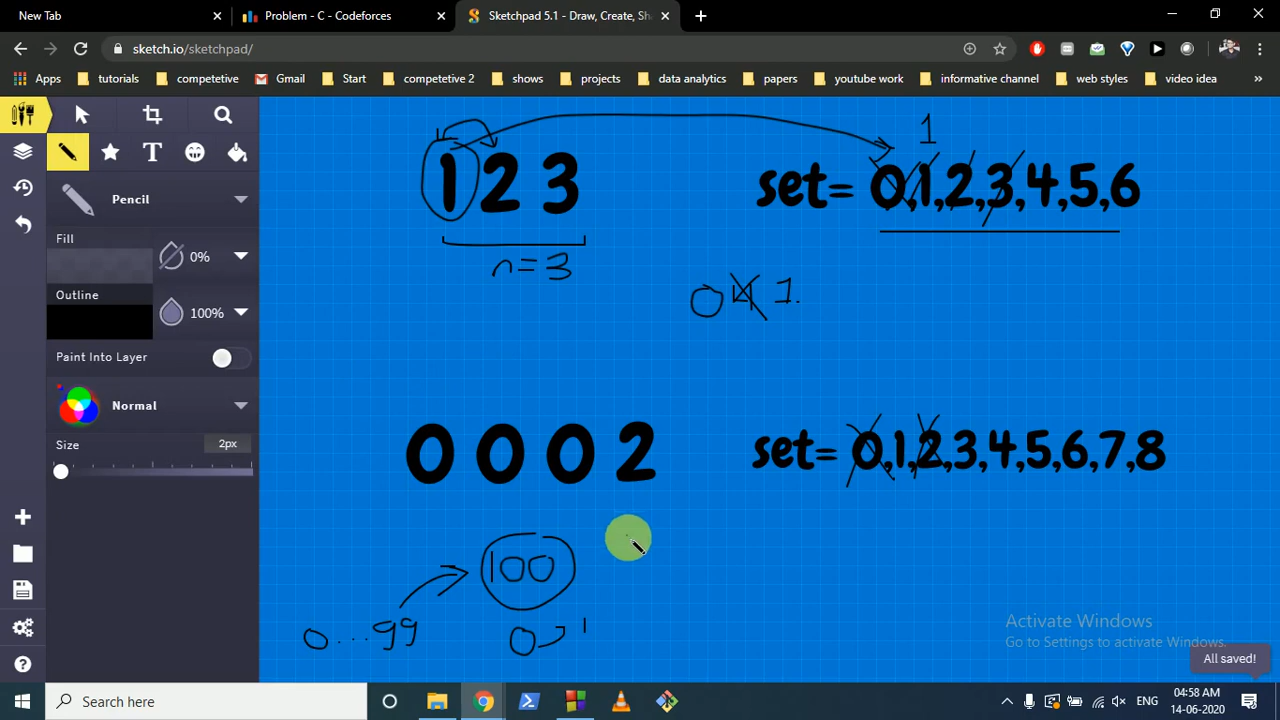 New Tab
Problem - C - Codeforces
Sketchpad 5.1 - Draw, Create, Sh
sketch.io/sketchpad/
Apps tutorials competetive Gmail Start competetive 2 shows projects data analytics papers youtube work informative channel web styles video idea »
Pencil
Fill
0%
Outline
100%
Paint Into Layer
Normal
Size
2px
1
1 2 3
set= 0,1,2,3,4,5,6
n=3
0 4 1.
0 0 0 2
set= 0,1,2,3,4,5,6,7,8
100
0...99
0 1
Activate Windows
Go to Settings to activate Windows.
All saved!
Type here to search
ENG
04:58 AM
14-06-2020